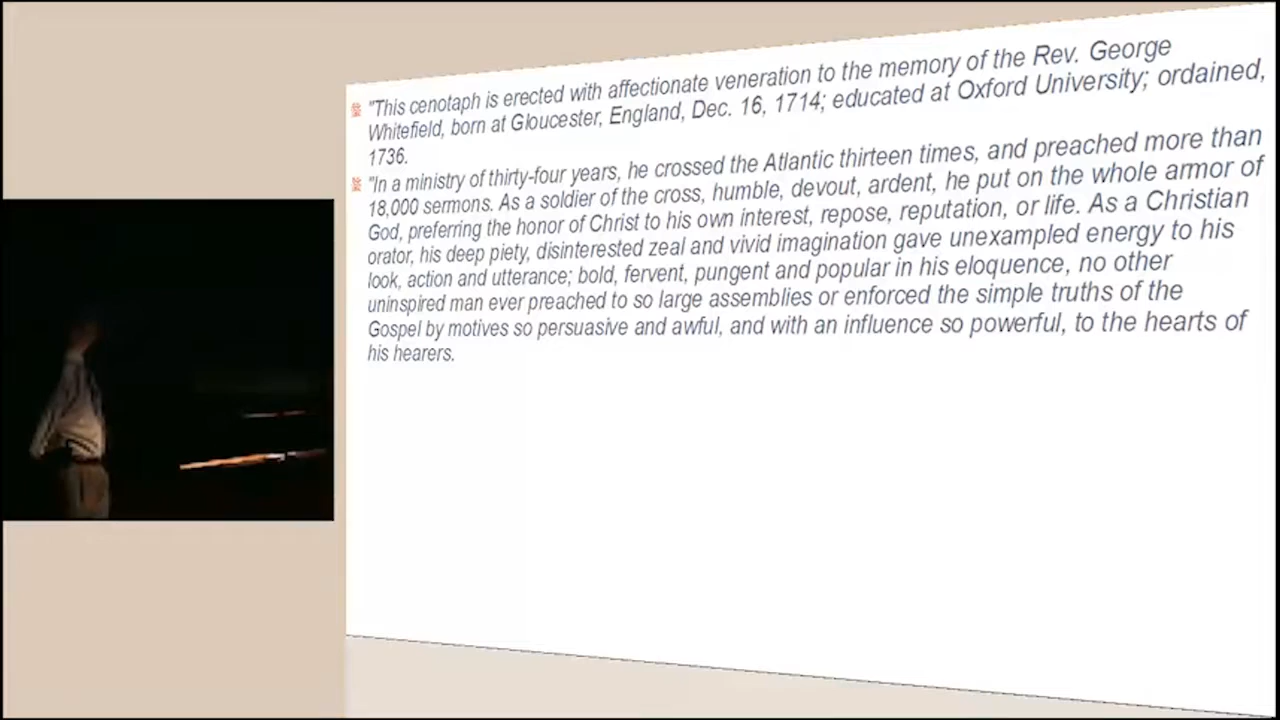 "This cenotaph is erected with affectionate veneration to the memory of the Rev. George
Whitefield, born at Gloucester, England, Dec. 16, 1714; educated at Oxford University; ordained,
1736.
"In a ministry of thirty-four years, he crossed the Atlantic thirteen times, and preached more than
18,000 sermons. As a soldier of the cross, humble, devout, ardent, he put on the whole armor of
God, preferring the honor of Christ to his own interest, repose, reputation, or life. As a Christian
orator, his deep piety, disinterested zeal and vivid imagination gave unexampled energy to his
look, action and utterance; bold, fervent, pungent and popular in his eloquence, no other
uninspired man ever preached to so large assemblies or enforced the simple truths of the
Gospel by motives so persuasive and awful, and with an influence so powerful, to the hearts of
his hearers.